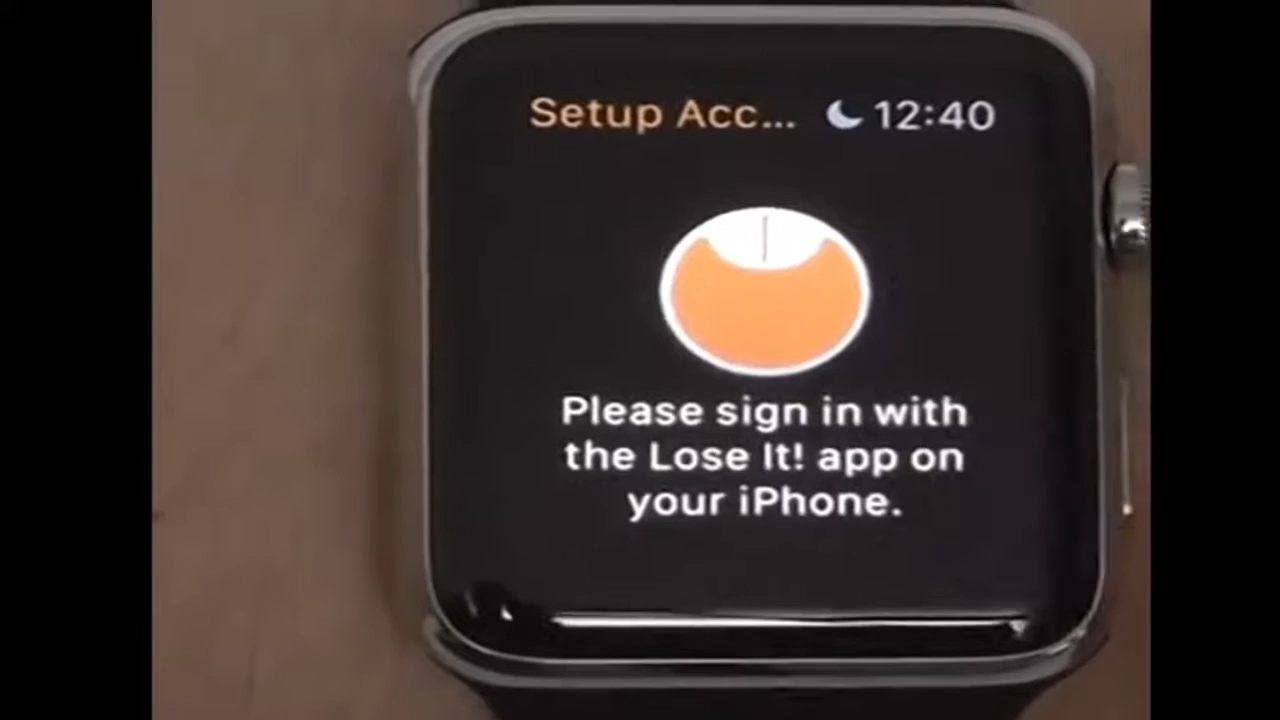 Setup Acc... 12:40
Please sign in with
the Lose It! app on
your iPhone.